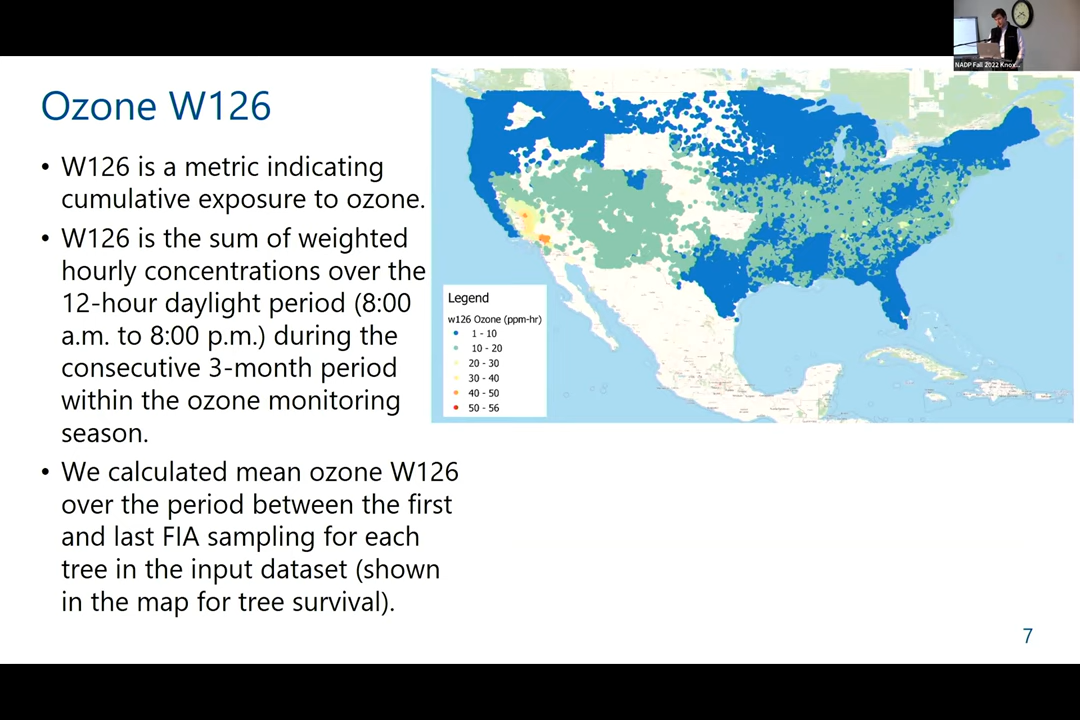 NADP Fall 2022 Knox...
Ozone W126
• W126 is a metric indicating
cumulative exposure to ozone.
• W126 is the sum of weighted
hourly concentrations over the
12-hour daylight period (8:00
a.m. to 8:00 p.m.) during the
consecutive 3-month period
within the ozone monitoring
season.
• We calculated mean ozone W126
over the period between the first
and last FIA sampling for each
tree in the input dataset (shown
in the map for tree survival).
Legend
w126 Ozone (ppm-hr)
1 - 10
10 - 20
20 - 30
30 - 40
40 - 50
50 - 56
7